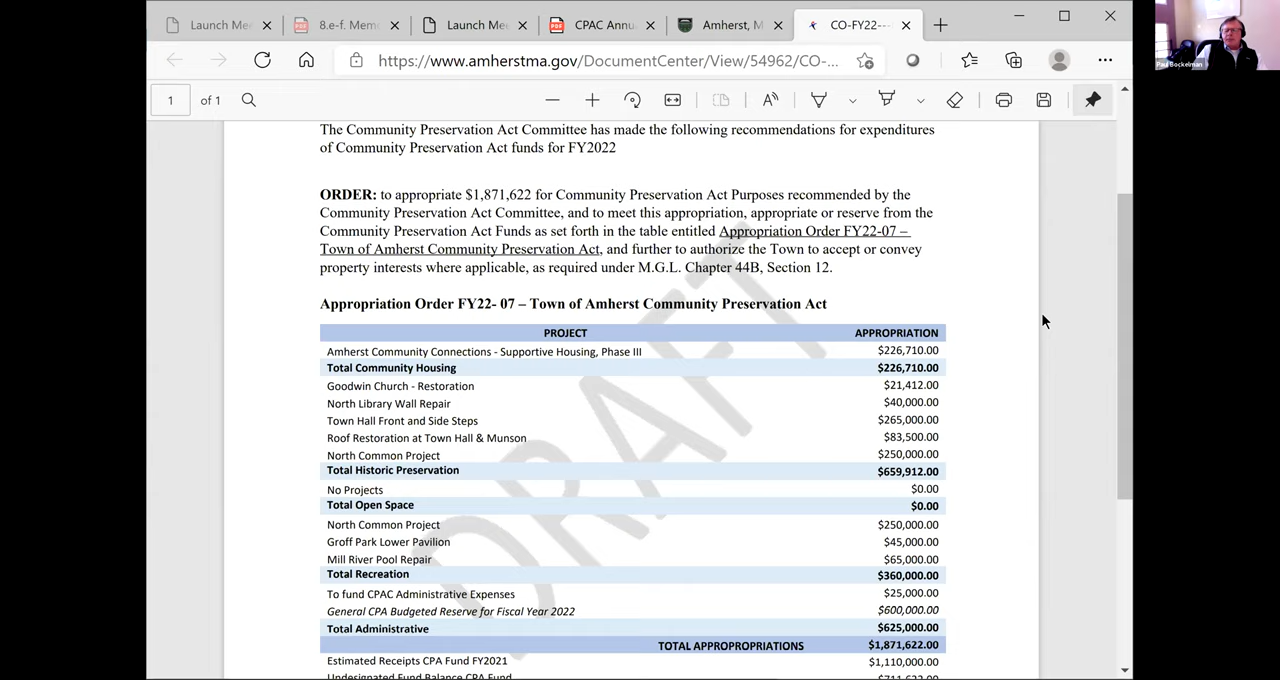 Launch Me
8.e-f. Memo
Launch Me
CPAC Annu
Amherst, M
CO-FY22---
https://www.amherstma.gov/DocumentCenter/View/54962/CO-...
1 of 1
Paul Bockelman
The Community Preservation Act Committee has made the following recommendations for expenditures
of Community Preservation Act funds for FY2022
ORDER: to appropriate $1,871,622 for Community Preservation Act Purposes recommended by the
Community Preservation Act Committee, and to meet this appropriation, appropriate or reserve from the
Community Preservation Act Funds as set forth in the table entitled Appropriation Order FY22-07 –
Town of Amherst Community Preservation Act, and further to authorize the Town to accept or convey
property interests where applicable, as required under M.G.L. Chapter 44B, Section 12.
Appropriation Order FY22- 07 – Town of Amherst Community Preservation Act
PROJECT APPROPRIATION
Amherst Community Connections - Supportive Housing, Phase III $226,710.00
Total Community Housing $226,710.00
Goodwin Church - Restoration $21,412.00
North Library Wall Repair $40,000.00
Town Hall Front and Side Steps $265,000.00
Roof Restoration at Town Hall & Munson $83,500.00
North Common Project $250,000.00
Total Historic Preservation $659,912.00
No Projects $0.00
Total Open Space $0.00
North Common Project $250,000.00
Groff Park Lower Pavilion $45,000.00
Mill River Pool Repair $65,000.00
Total Recreation $360,000.00
To fund CPAC Administrative Expenses $25,000.00
General CPA Budgeted Reserve for Fiscal Year 2022 $600,000.00
Total Administrative $625,000.00
TOTAL APPROPROPRIATIONS $1,871,622.00
Estimated Receipts CPA Fund FY2021 $1,110,000.00
Undesignated Fund Balance CPA Fund $711,622.00
DRAFT